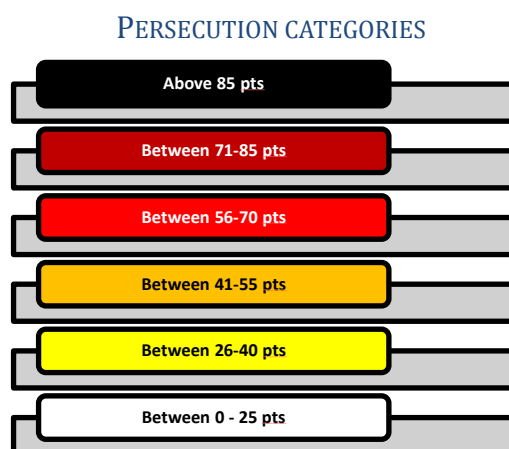 PERSECUTION CATEGORIES
Above 85 pts
Between 71-85 pts
Between 56-70 pts
Between 41-55 pts
Between 26-40 pts
Between 0 - 25 pts